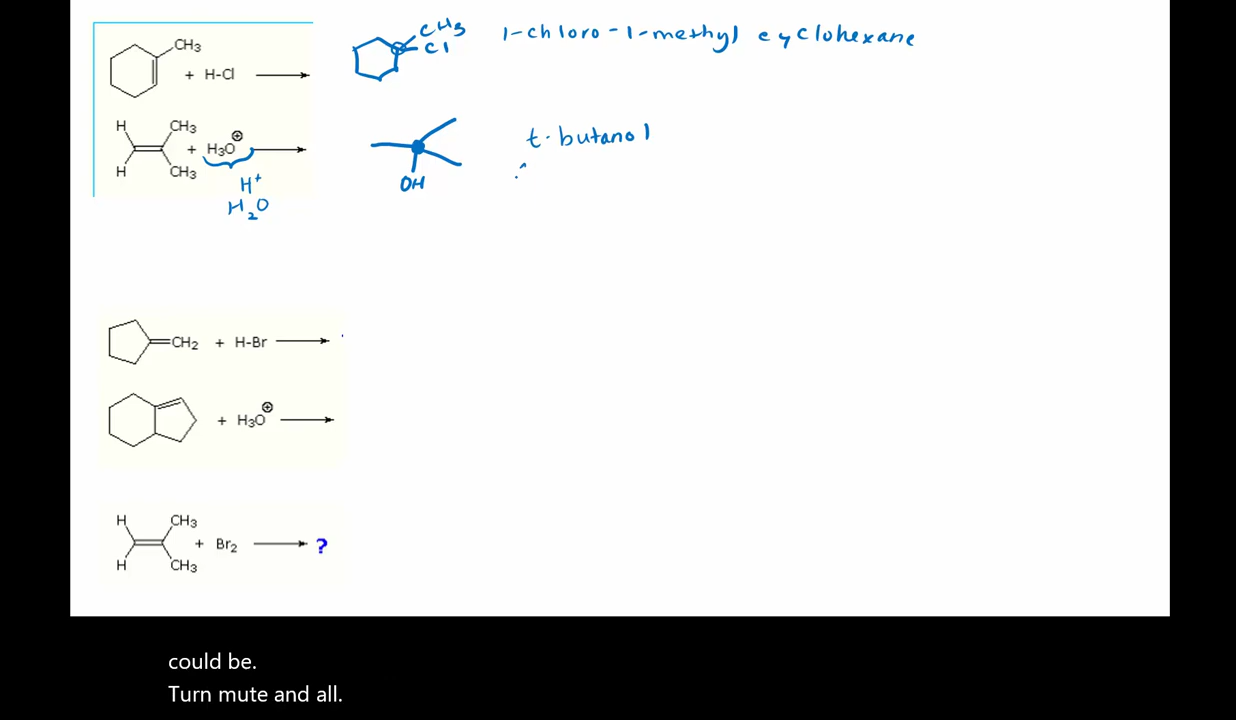 CH3
+ H-Cl
CH3
Cl
1-chloro-1-methyl cyclohexane
H CH3
+ H3O ⊕
H CH3
H+
H2O
OH
t-butanol
=CH2 + H-Br
+ H3O ⊕
H CH3
+ Br2 ?
H CH3
could be.
Turn mute and all.